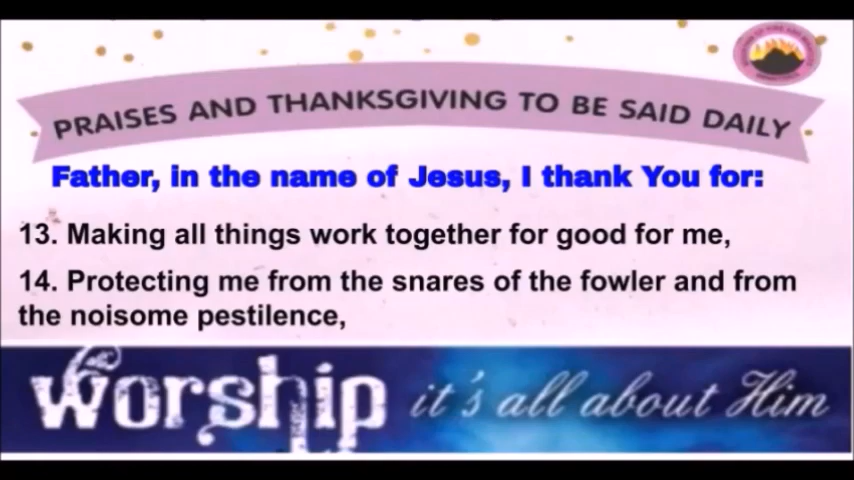 PRAISES AND THANKSGIVING TO BE SAID DAILY
Father, in the name of Jesus, I thank You for:
13. Making all things work together for good for me,
14. Protecting me from the snares of the fowler and from
the noisome pestilence,
worship it's all about Him